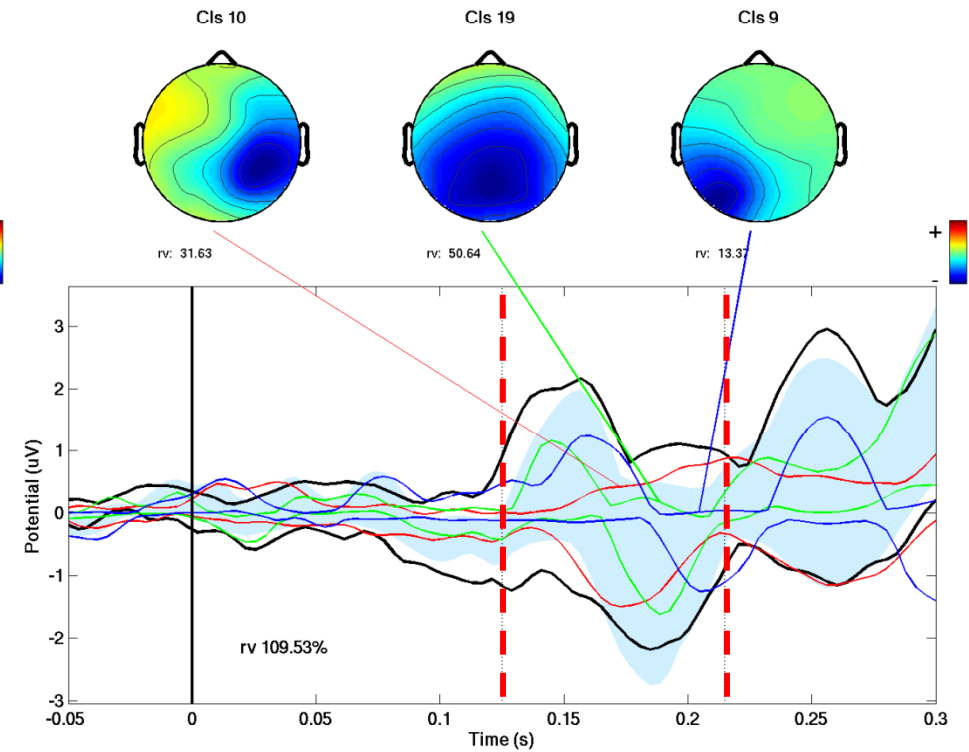 Cls 10
Cls 19
Cls 9
rv: 31.63
rv: 50.64
rv: 13.37
+
-
3
2
1
0
-1
-2
-3
Potential (uV)
rv 109.53%
-0.05
0
0.05
0.1
0.15
0.2
0.25
0.3
Time (s)